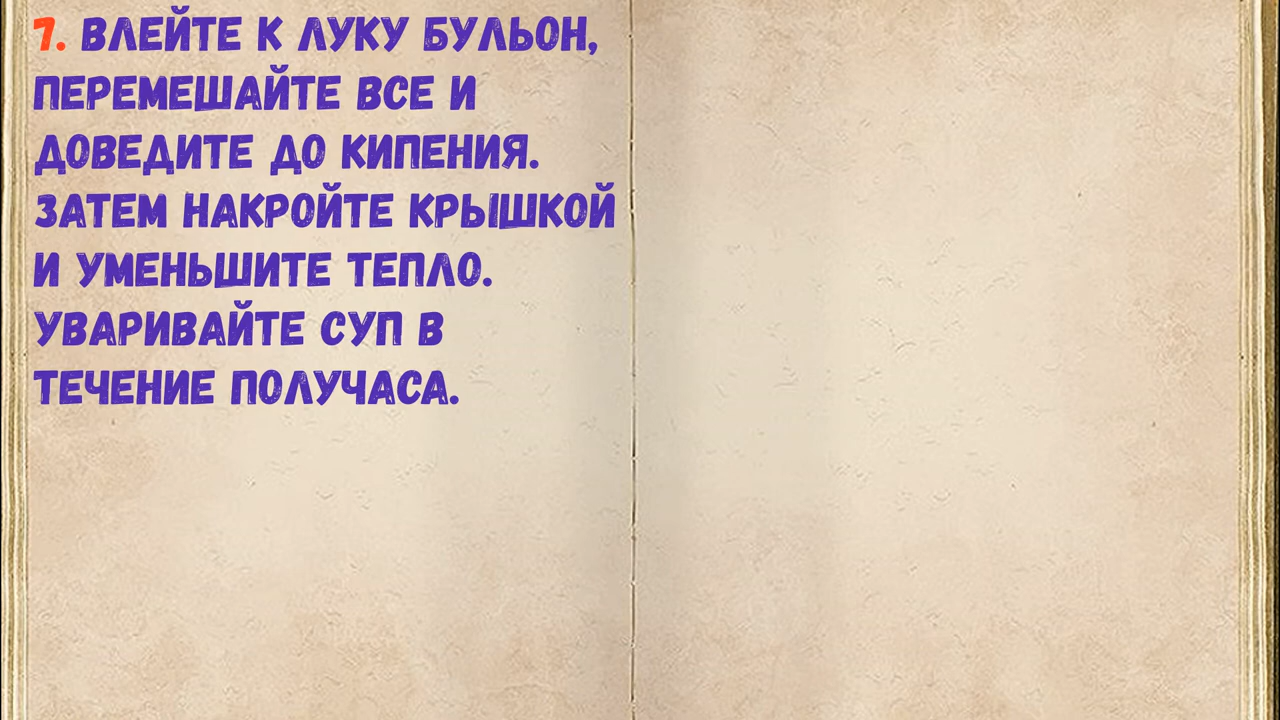 7. ВЛЕЙТЕ К ЛУКУ БУЛЬОН,
ПЕРЕМЕШАЙТЕ ВСЕ И
ДОВЕДИТЕ ДО КИПЕНИЯ.
ЗАТЕМ НАКРОЙТЕ КРЫШКОЙ
И УМЕНЬШИТЕ ТЕПЛО.
УВАРИВАЙТЕ СУП В
ТЕЧЕНИЕ ПОЛУЧАСА.